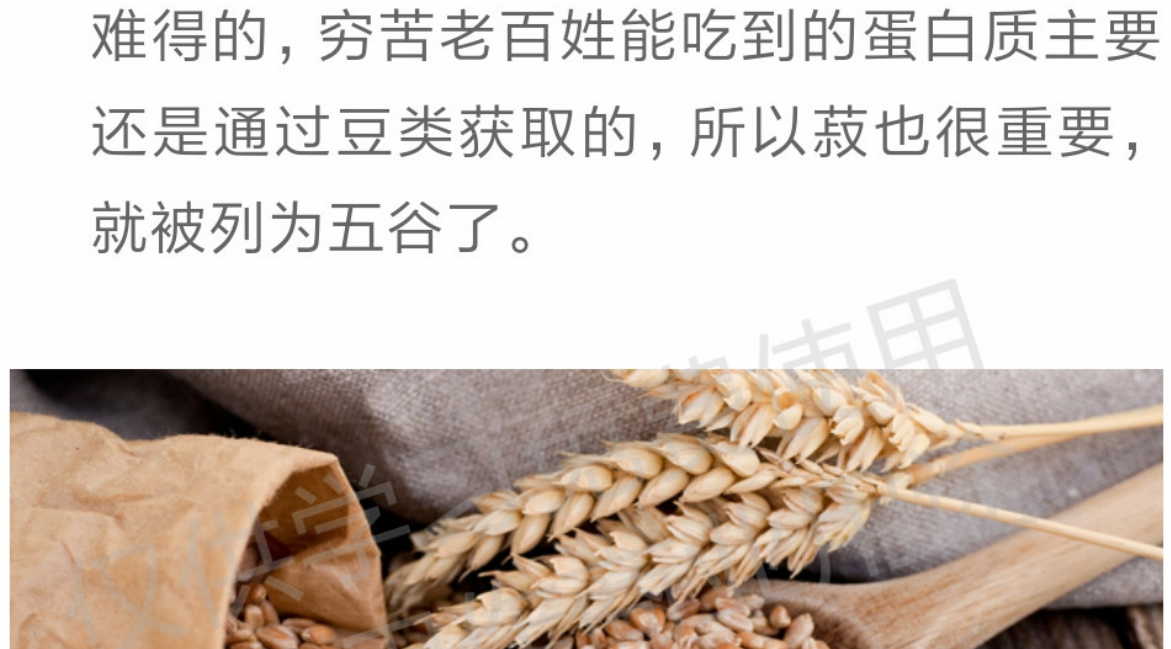 难得的，穷苦老百姓能吃到的蛋白质主要
还是通过豆类获取的，所以菽也很重要，
就被列为五谷了。